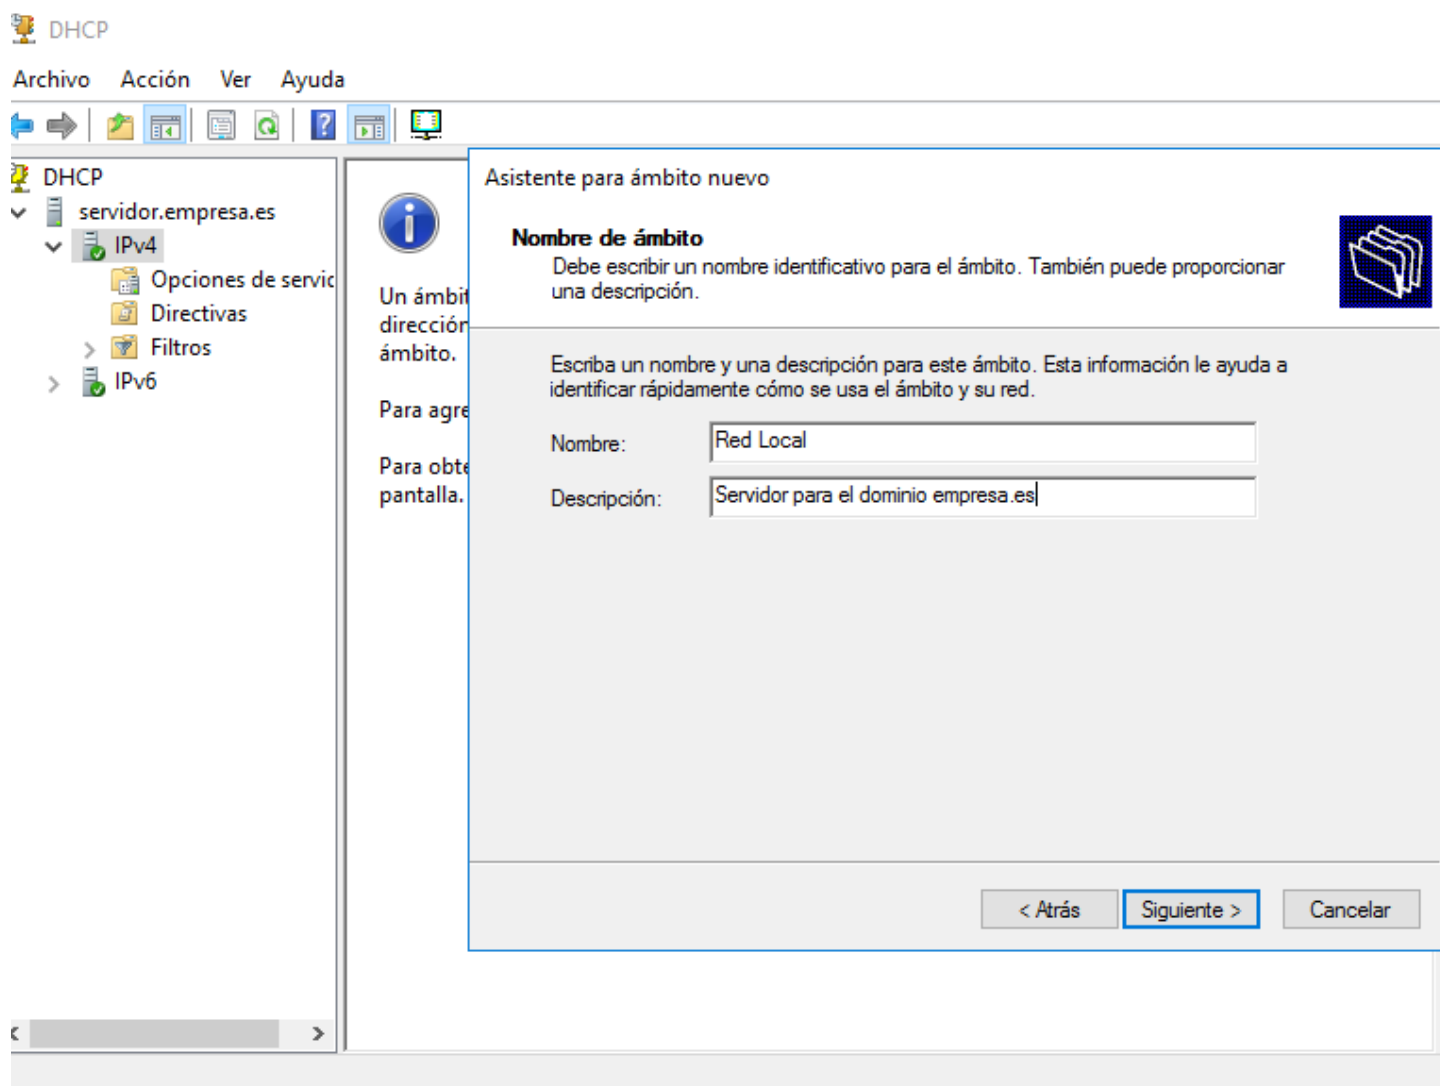 DHCP
Archivo Acción Ver Ayuda
DHCP
servidor.empresa.es
IPv4
Opciones de servic
Directivas
Filtros
IPv6
Un ámbit
dirección
ámbito.
Para agre
Para obte
pantalla.
Asistente para ámbito nuevo
Nombre de ámbito
Debe escribir un nombre identificativo para el ámbito. También puede proporcionar
una descripción.
Escriba un nombre y una descripción para este ámbito. Esta información le ayuda a
identificar rápidamente cómo se usa el ámbito y su red.
Nombre: Red Local
Descripción: Servidor para el dominio empresa.es
< Atrás Siguiente > Cancelar